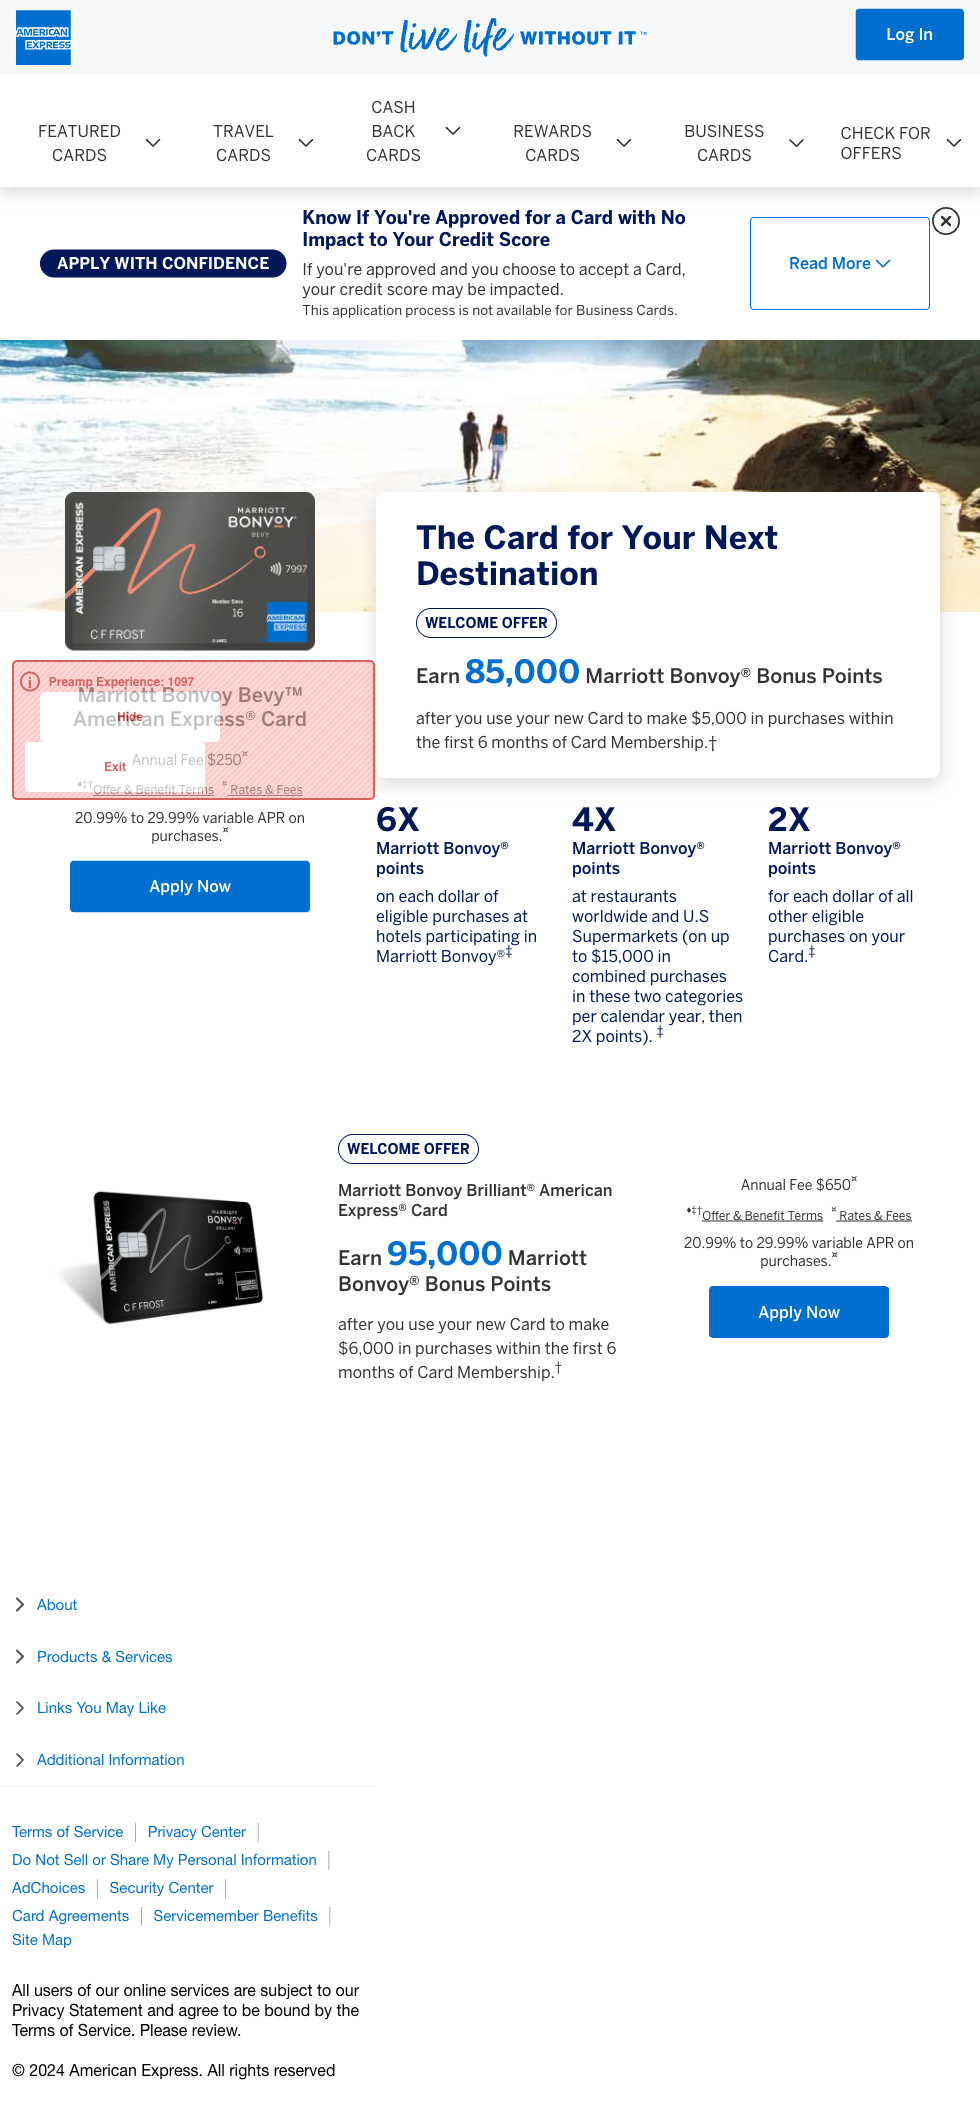 AMERICAN
EXPRESS
DON'T live life WITHOUT IT ™
Log In
FEATURED
CARDS
TRAVEL
CARDS
CASH
BACK
CARDS
REWARDS
CARDS
BUSINESS
CARDS
CHECK FOR
OFFERS
APPLY WITH CONFIDENCE
Know If You're Approved for a Card with No
Impact to Your Credit Score
If you're approved and you choose to accept a Card,
your credit score may be impacted.
This application process is not available for Business Cards.
Read More
AMERICAN EXPRESS
MARRIOTT
BONVOY
BEVY
7997
Member Since
16
C F FROST
© AMEX
AMERICAN
EXPRESS
Preamp Experience: 1097
Hide
Exit
Marriott Bonvoy Bevy™
American Express® Card
Annual Fee $250¤
♦‡†Offer & Benefit Terms ¤ Rates & Fees
20.99% to 29.99% variable APR on
purchases.¤
Apply Now
The Card for Your Next
Destination
WELCOME OFFER
Earn 85,000 Marriott Bonvoy® Bonus Points
after you use your new Card to make $5,000 in purchases within
the first 6 months of Card Membership.†
6X
Marriott Bonvoy®
points
on each dollar of
eligible purchases at
hotels participating in
Marriott Bonvoy®‡
4X
Marriott Bonvoy®
points
at restaurants
worldwide and U.S
Supermarkets (on up
to $15,000 in
combined purchases
in these two categories
per calendar year, then
2X points). ‡
2X
Marriott Bonvoy®
points
for each dollar of all
other eligible
purchases on your
Card.‡
AMERICAN EXPRESS
MARRIOTT
BONVOY
BRILLIANT
7997
Member Since
16
C F FROST
WELCOME OFFER
Marriott Bonvoy Brilliant® American
Express® Card
Earn 95,000 Marriott
Bonvoy® Bonus Points
after you use your new Card to make
$6,000 in purchases within the first 6
months of Card Membership.†
Annual Fee $650¤
♦‡†Offer & Benefit Terms ¤ Rates & Fees
20.99% to 29.99% variable APR on
purchases.¤
Apply Now
About
Products & Services
Links You May Like
Additional Information
Terms of Service
Privacy Center
Do Not Sell or Share My Personal Information
AdChoices
Security Center
Card Agreements
Servicemember Benefits
Site Map
All users of our online services are subject to our
Privacy Statement and agree to be bound by the
Terms of Service. Please review.
© 2024 American Express. All rights reserved